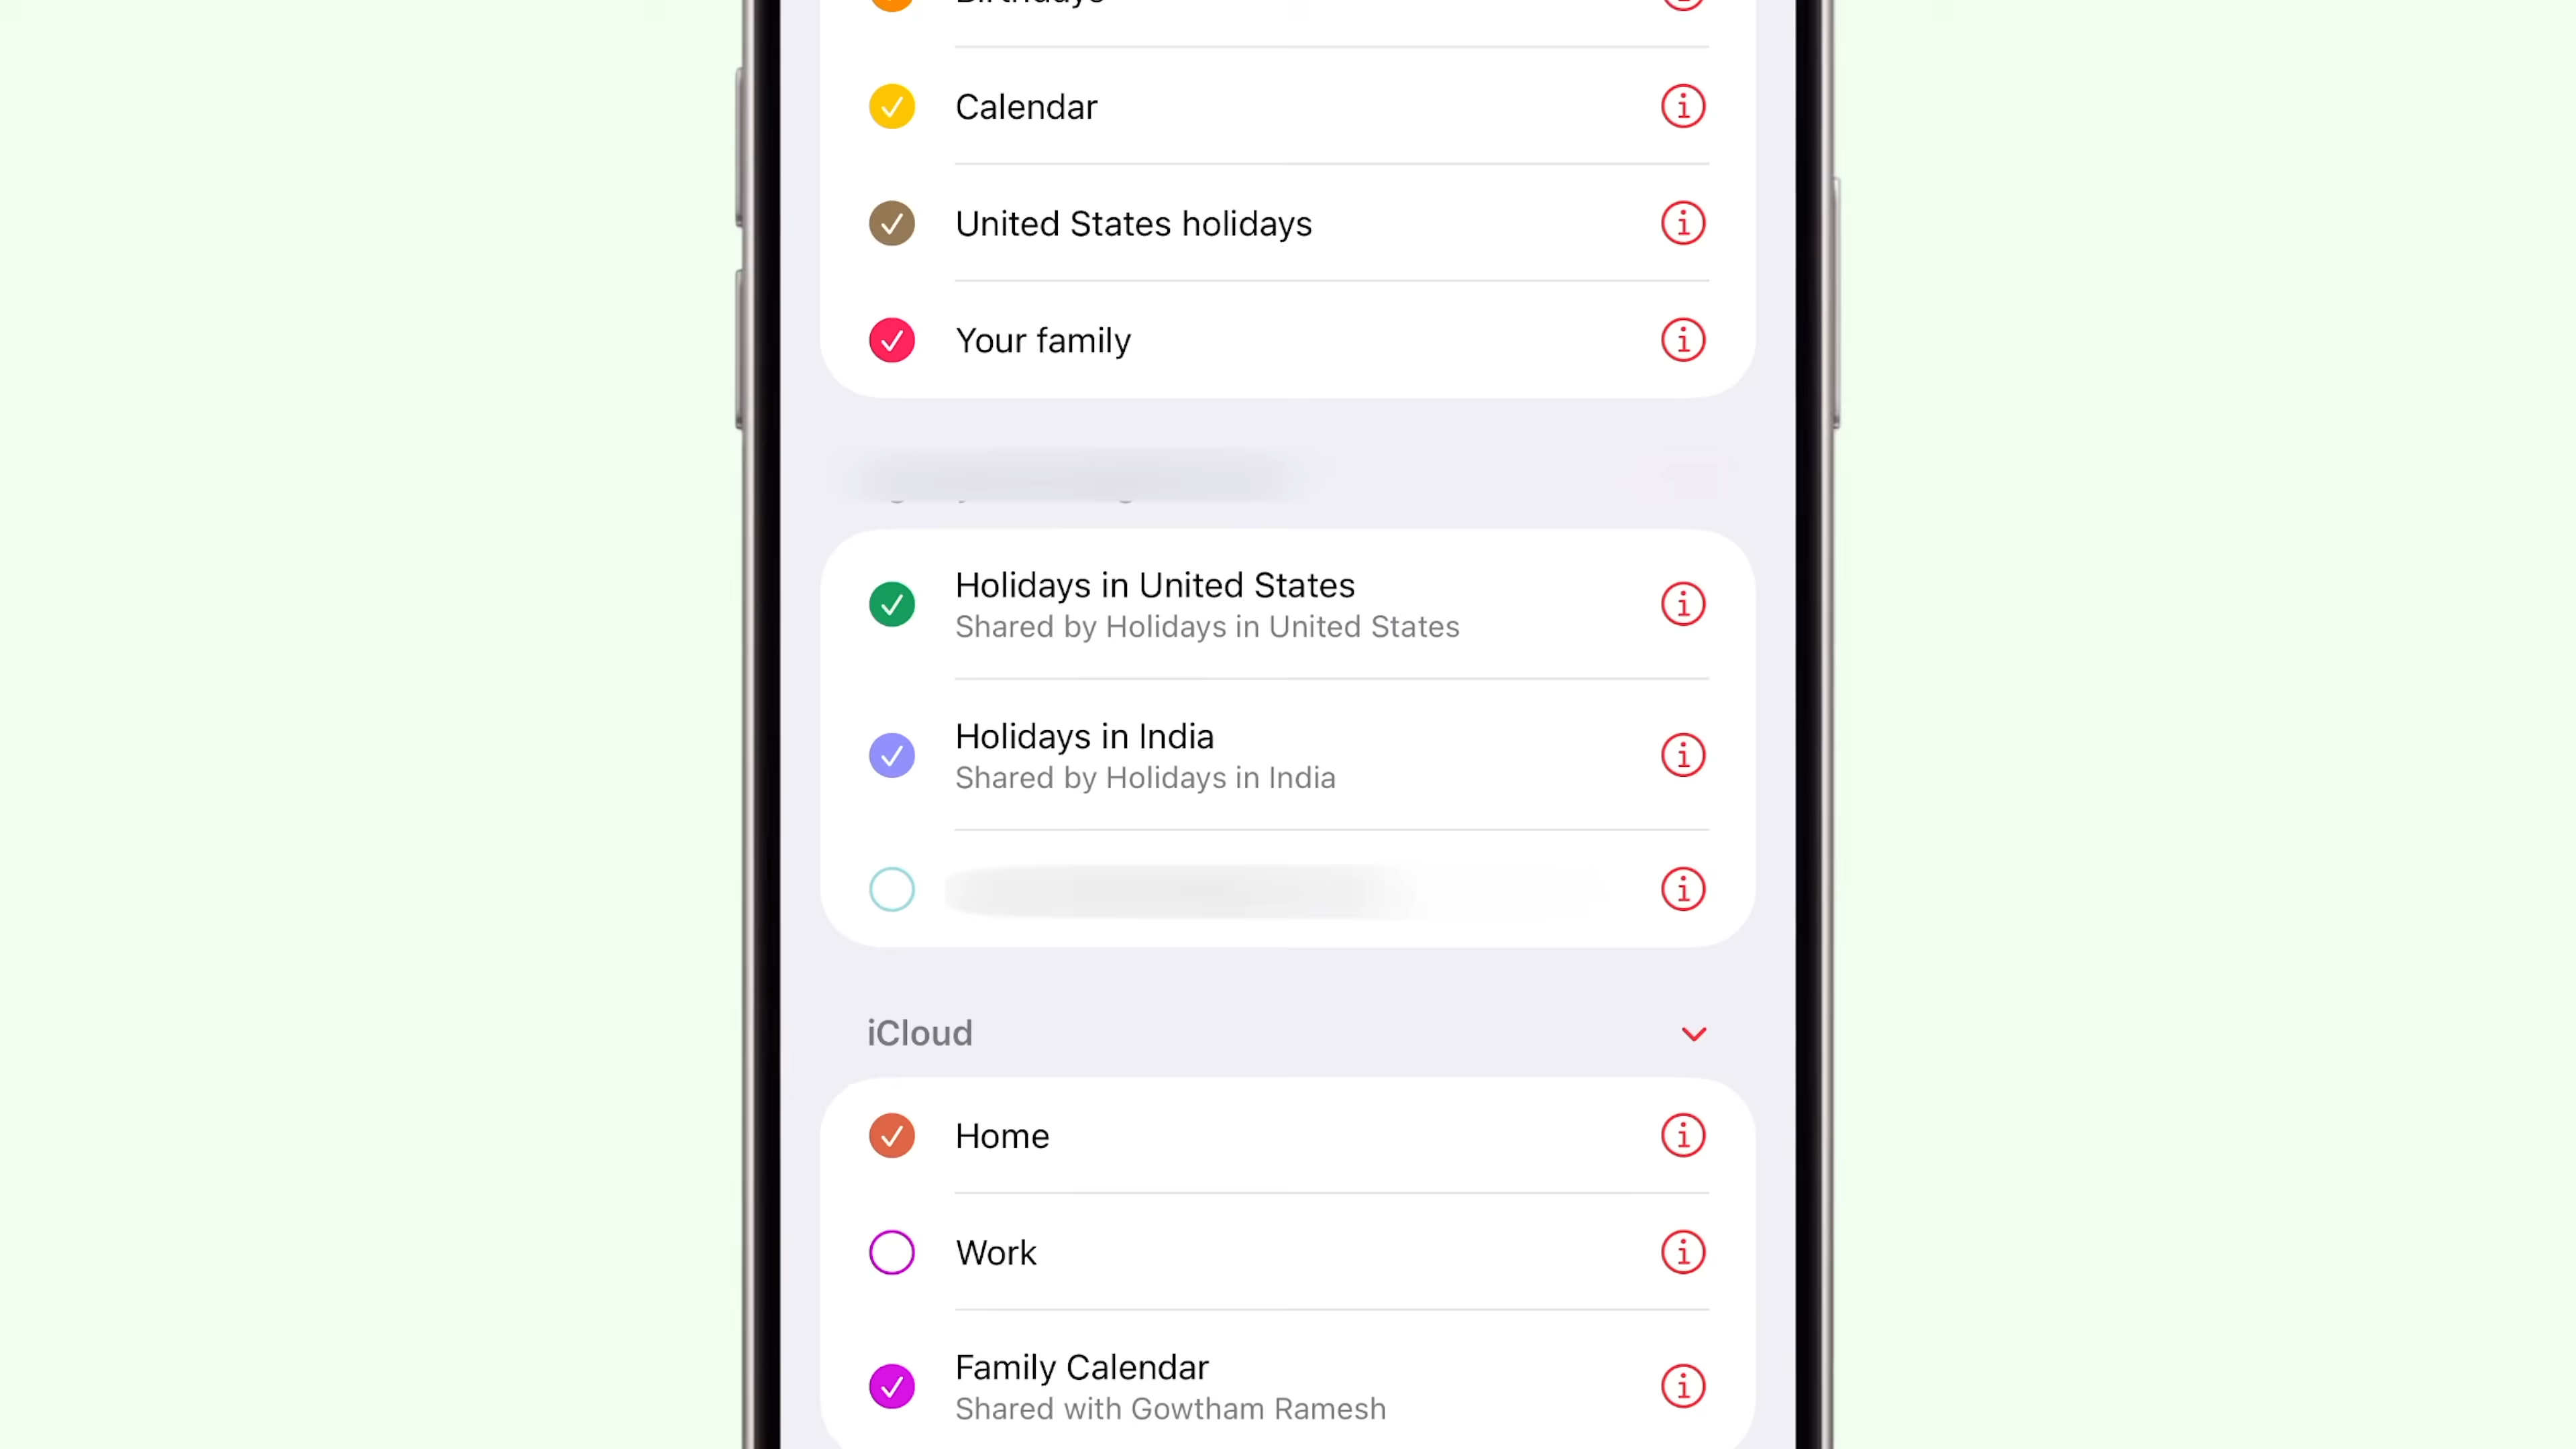 Birthdays
Calendar
United States holidays
Your family
Holidays in United States
Shared by Holidays in United States
Holidays in India
Shared by Holidays in India
iCloud
Home
Work
Family Calendar
Shared with Gowtham Ramesh